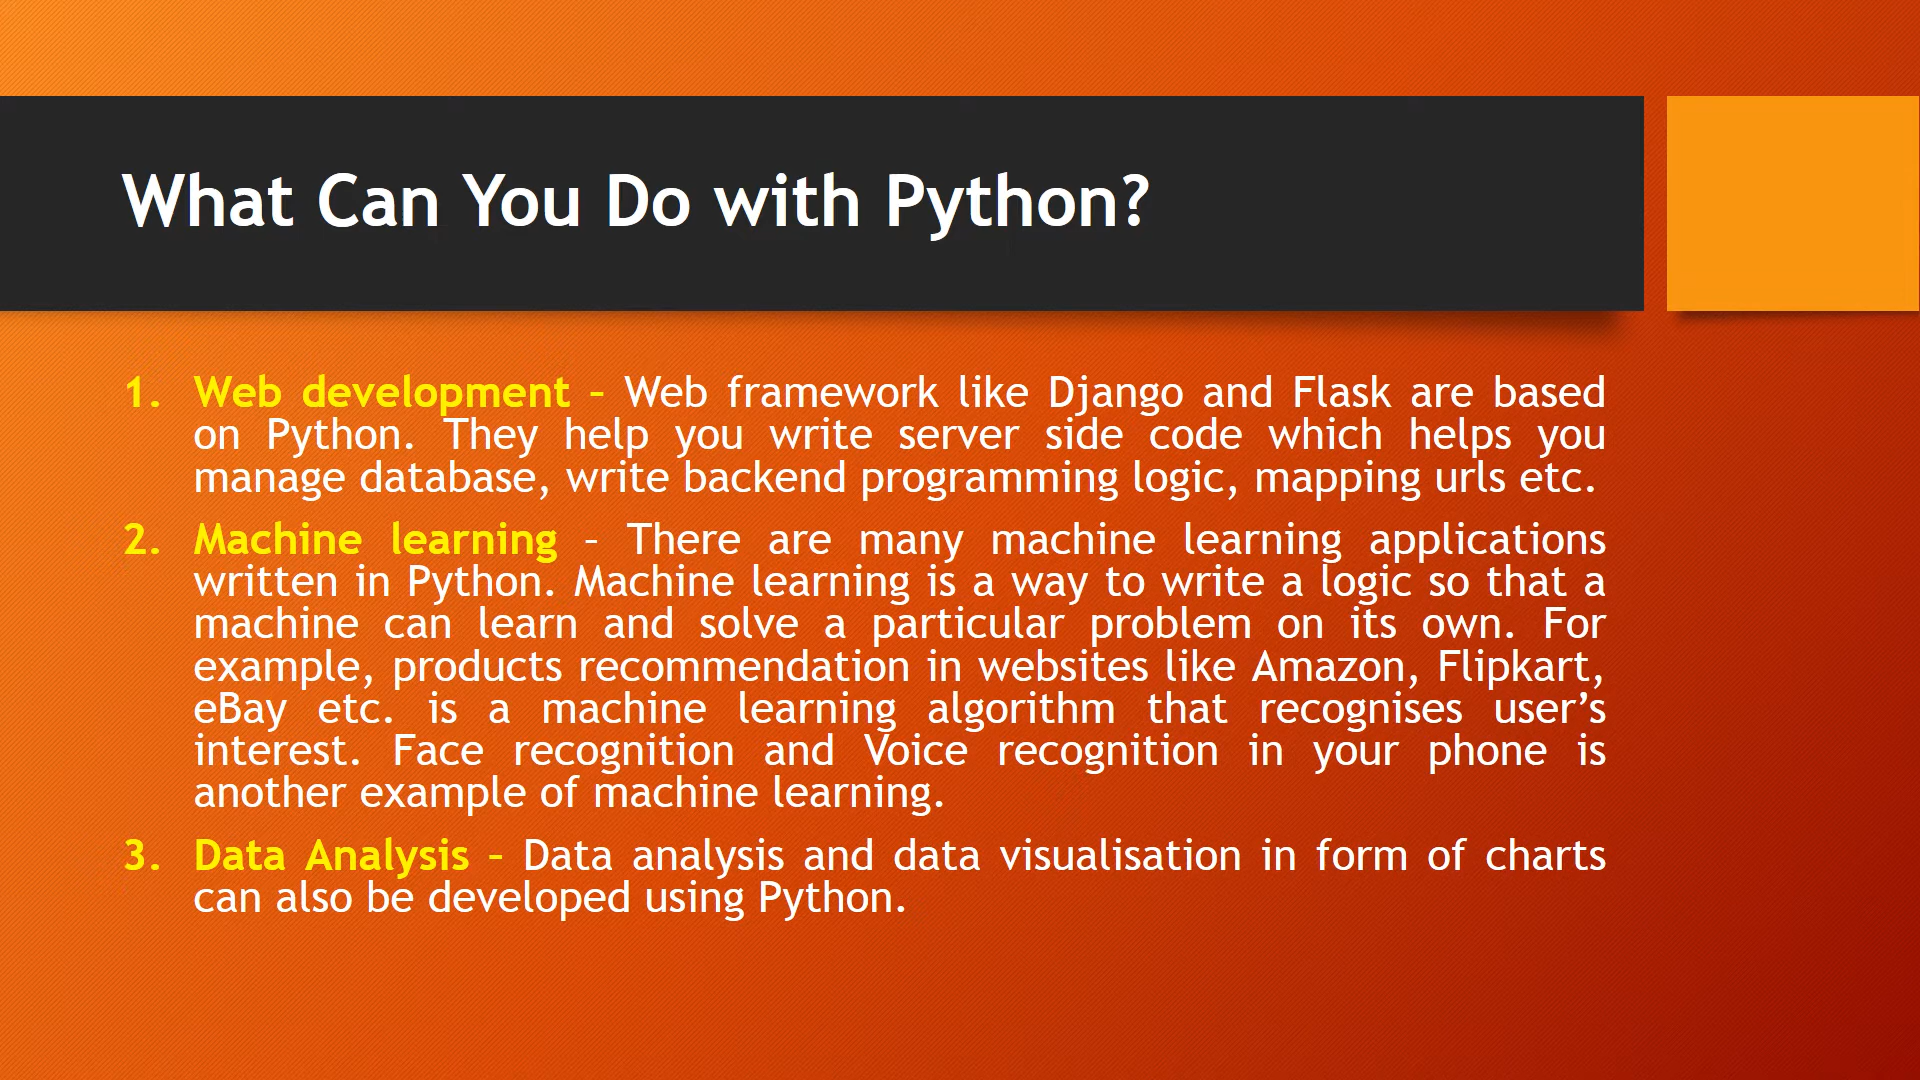 What Can You Do with Python?
1. Web development – Web framework like Django and Flask are based
on Python. They help you write server side code which helps you
manage database, write backend programming logic, mapping urls etc.
2. Machine learning – There are many machine learning applications
written in Python. Machine learning is a way to write a logic so that a
machine can learn and solve a particular problem on its own. For
example, products recommendation in websites like Amazon, Flipkart,
eBay etc. is a machine learning algorithm that recognises user’s
interest. Face recognition and Voice recognition in your phone is
another example of machine learning.
3. Data Analysis – Data analysis and data visualisation in form of charts
can also be developed using Python.